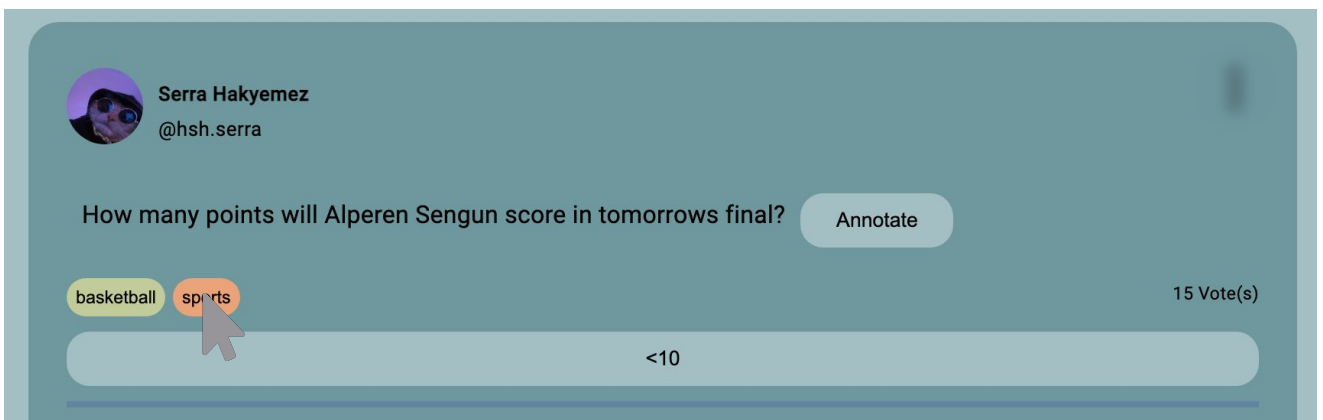 Serra Hakyemez
@hsh.serra
How many points will Alperen Sengun score in tomorrows final?
Annotate
basketball
sports
15 Vote(s)
<10